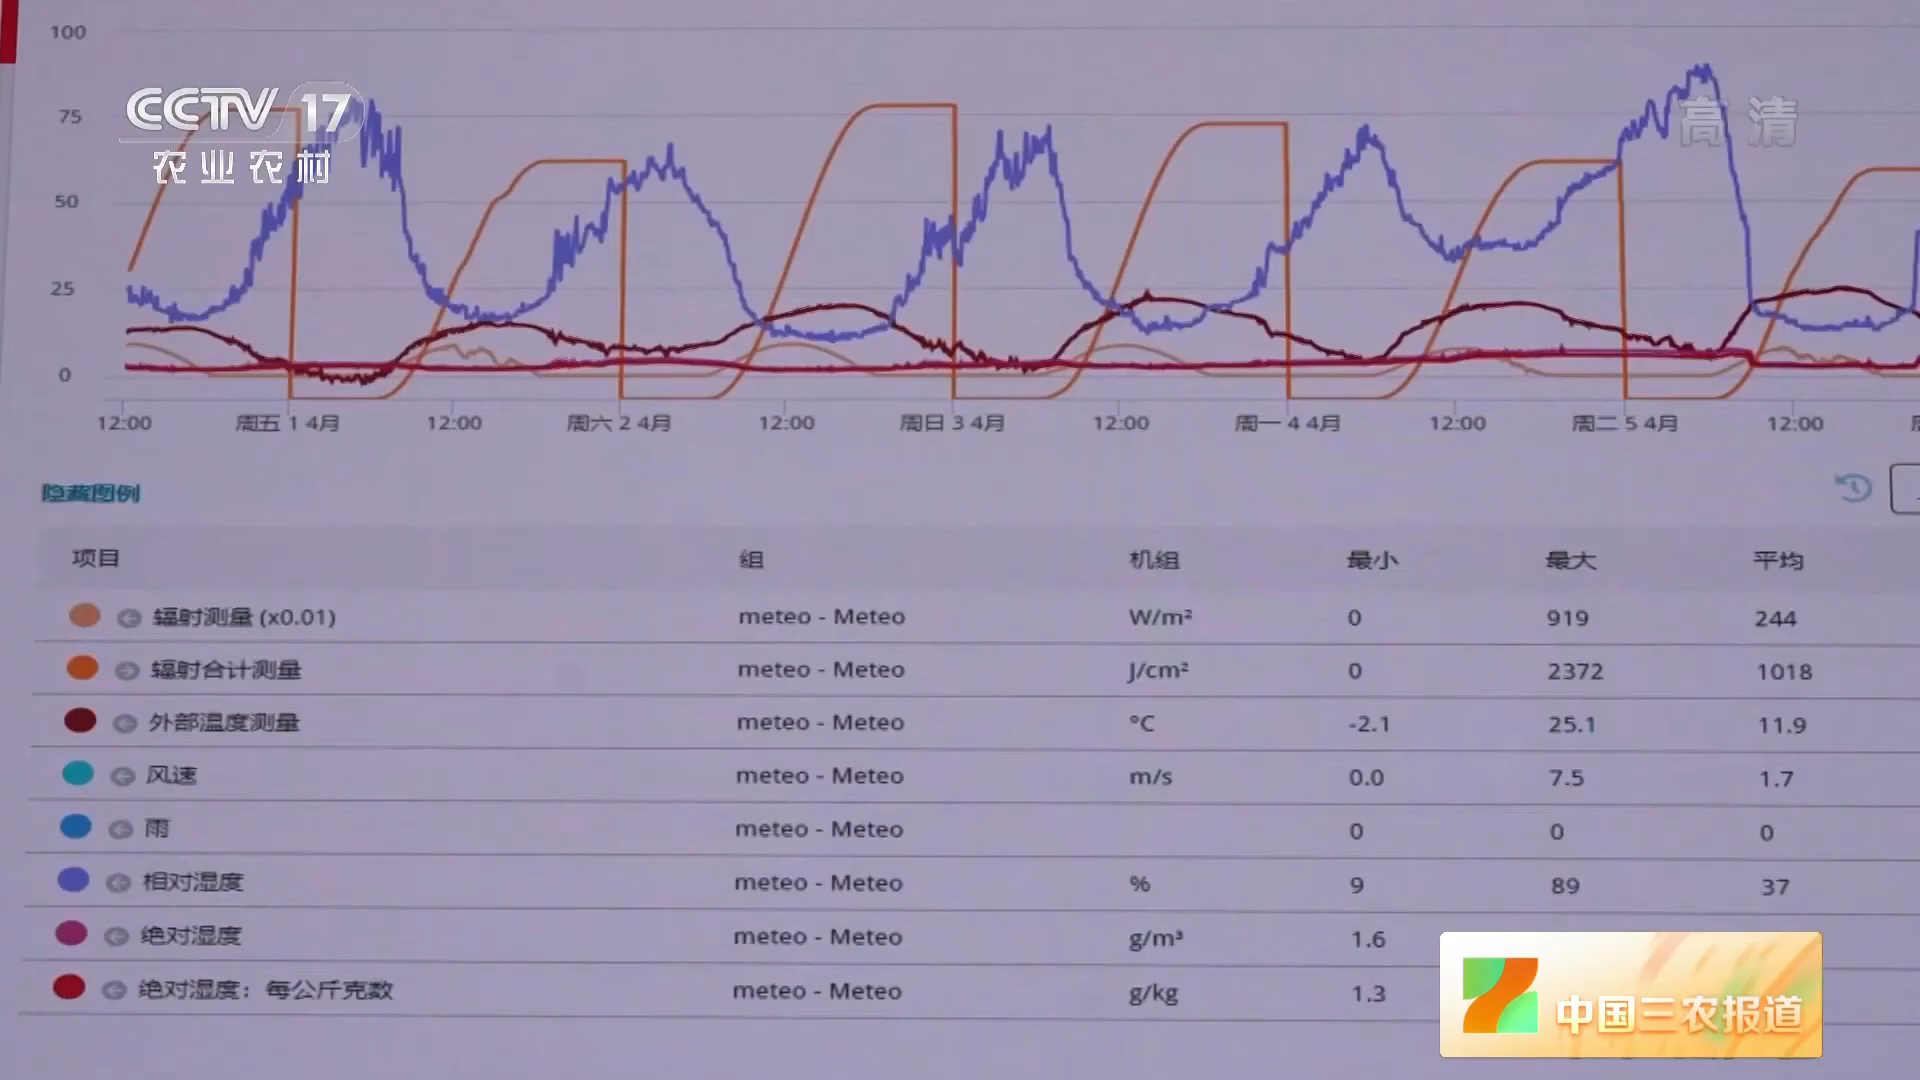 100
75
50
25
0
CCTV 17
农业农村
高清
12:00 周五 1 4月 12:00 周六 2 4月 12:00 周日 3 4月 12:00 周一 4 4月 12:00 周二 5 4月 12:00
隐藏图例
项目 组 机组 最小 最大 平均
辐射测量 (x0.01) meteo - Meteo W/m² 0 919 244
辐射合计测量 meteo - Meteo J/cm² 0 2372 1018
外部温度测量 meteo - Meteo °C -2.1 25.1 11.9
风速 meteo - Meteo m/s 0.0 7.5 1.7
雨 meteo - Meteo 0 0 0
相对湿度 meteo - Meteo % 9 89 37
绝对湿度 meteo - Meteo g/m³ 1.6
绝对湿度：每公斤克数 meteo - Meteo g/kg 1.3
中国三农报道